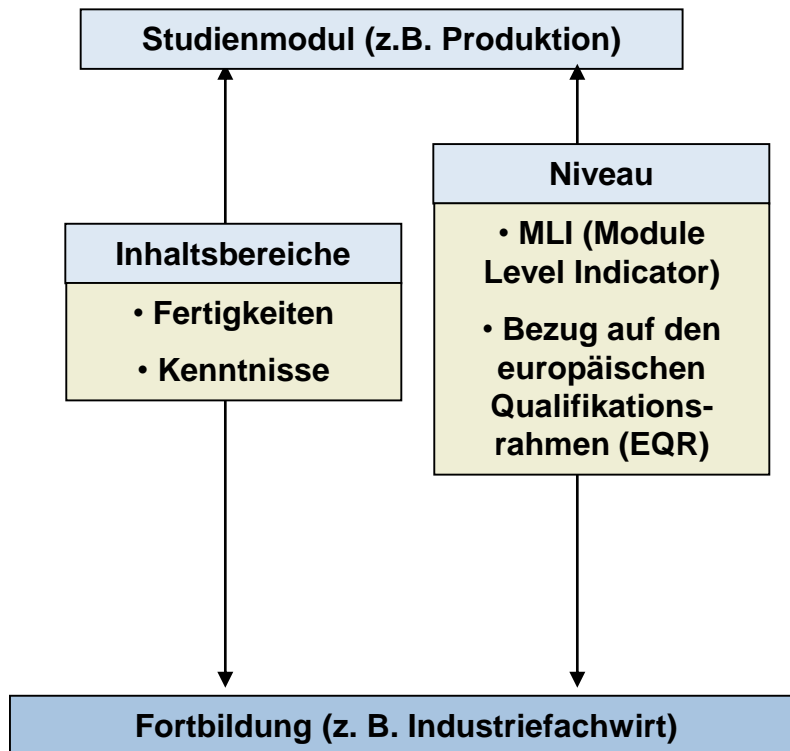 Studienmodul (z.B. Produktion)
Inhaltsbereiche
• Fertigkeiten
• Kenntnisse
Niveau
• MLI (Module
Level Indicator)
• Bezug auf den
europäischen
Qualifikations-
rahmen (EQR)
Fortbildung (z. B. Industriefachwirt)